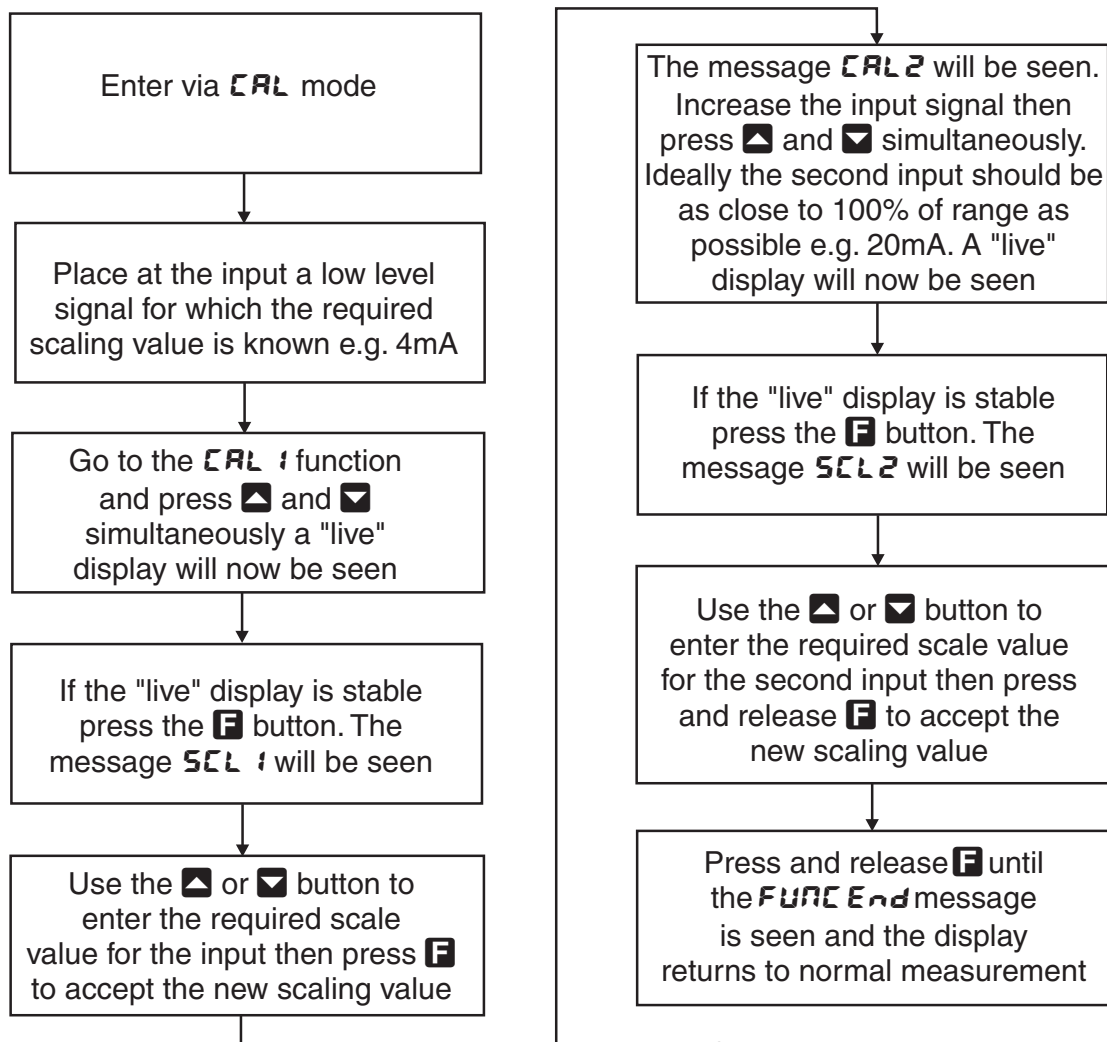 Enter via CAL mode
Place at the input a low level
signal for which the required
scaling value is known e.g. 4mA
Go to the CAL 1 function
and press ▲ and ▼
simultaneously a "live"
display will now be seen
If the "live" display is stable
press the F button. The
message SCL 1 will be seen
Use the ▲ or ▼ button to
enter the required scale
value for the input then press F
to accept the new scaling value
The message CAL2 will be seen.
Increase the input signal then
press ▲ and ▼ simultaneously.
Ideally the second input should be
as close to 100% of range as
possible e.g. 20mA. A "live"
display will now be seen
If the "live" display is stable
press the F button. The
message SCL2 will be seen
Use the ▲ or ▼ button to
enter the required scale value
for the second input then press
and release F to accept the
new scaling value
Press and release F until
the FUNC End message
is seen and the display
returns to normal measurement